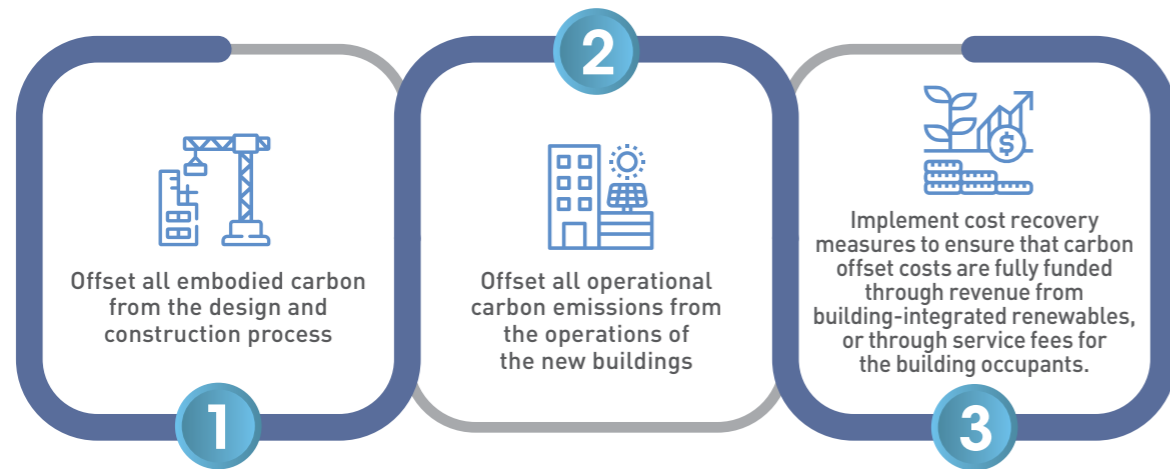 1
Offset all embodied carbon
from the design and
construction process
2
Offset all operational
carbon emissions from
the operations of
the new buildings
3
$
Implement cost recovery
measures to ensure that carbon
offset costs are fully funded
through revenue from
building-integrated renewables,
or through service fees for
the building occupants.